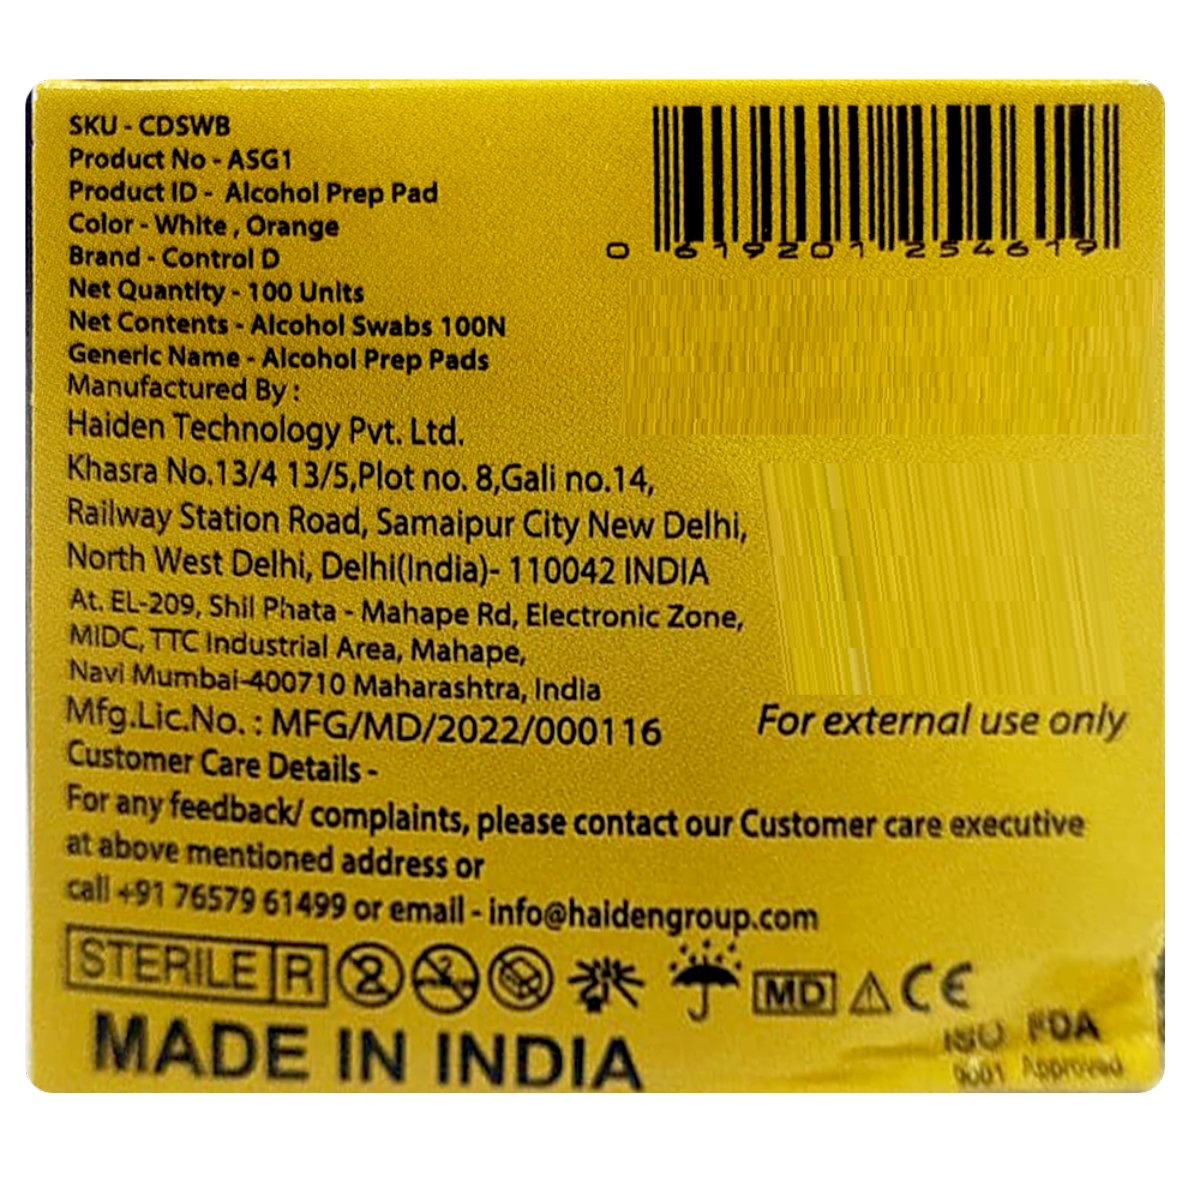 SKU - CDSWB
Product No - ASG1
Product ID - Alcohol Prep Pad
Color - White , Orange
Brand - Control D
Net Quantity - 100 Units
Net Contents - Alcohol Swabs 100N
Generic Name - Alcohol Prep Pads
Manufactured By :
Haiden Technology Pvt. Ltd.
Khasra No.13/4 13/5,Plot no. 8,Gali no.14,
Railway Station Road, Samaipur City New Delhi,
North West Delhi, Delhi(India)- 110042 INDIA
At. EL-209, Shil Phata - Mahape Rd, Electronic Zone,
MIDC, TTC Industrial Area, Mahape,
Navi Mumbai-400710 Maharashtra, India
Mfg.Lic.No. : MFG/MD/2022/000116
Customer Care Details -
For any feedback/ complaints, please contact our Customer care executive
at above mentioned address or
call +91 76579 61499 or email - info@haidengroup.com
0 619201 254619
For external use only
STERILE R
2
MD
CE
MADE IN INDIA
ISO 9001
FDA Approved